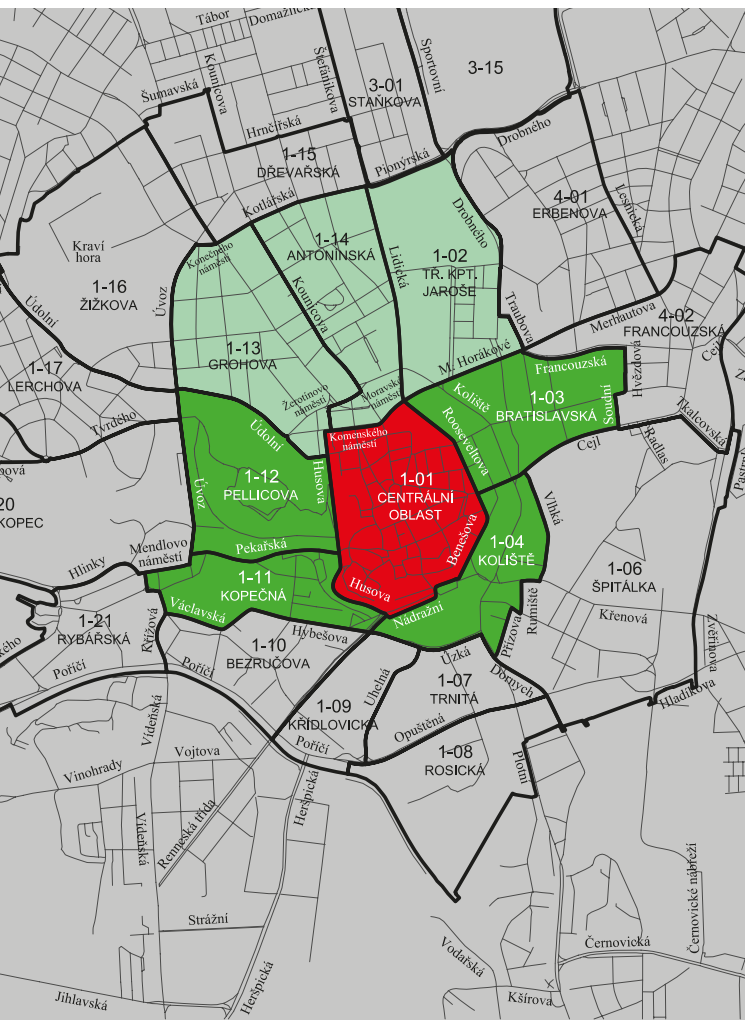 Tábor
Domažlická
Šumavská
Kounicova
Štefánikova
Sportovní
3-15
3-01
STAŇKOVA
Hrnčířská
Drobného
1-15
DŘEVAŘSKÁ
Pionýrská
Kotlářská
4-01
ERBENOVA
Lesnická
Drobného
Kraví
hora
Konečného
náměstí
1-14
ANTONÍNSKÁ
Lidická
1-02
TŘ. KPT.
JAROŠE
1-16
ŽIŽKOVA
Úvoz
Kounicova
Traubova
Údolní
Merhautova
4-02
FRANCOUZSKÁ
Cejl
1-17
LERCHOVA
1-13
GROHOVA
M. Horákové
Francouzská
Hvězdová
Žerotínovo
náměstí
Moravské
náměstí
Koliště
1-03
BRATISLAVSKÁ
Soudní
Tvrdého
Údolní
Komenského
náměstí
Rooseveltova
Cejl
Radlas
Tkalcovská
1-12
PELLICOVA
Husova
Úvoz
1-01
CENTRÁLNÍ
OBLAST
Vlhká
20
KOPEC
Benešova
1-04
KOLIŠTĚ
Mendlovo
náměstí
Pekařská
Hlinky
1-06
ŠPITÁLKA
1-11
KOPEČNÁ
Husova
Václavská
Nádražní
Rumiště
Křenová
1-21
RYBÁŘSKÁ
Křížová
Hybešova
1-10
BEZRUČOVA
Přízova
Zvěřinova
Poříčí
Poříčí
Úzká
Dornych
1-07
TRNITÁ
Uhelná
Hladíkova
Vídeňská
1-09
KŘÍDLOVICKÁ
Opuštěná
Poříčí
1-08
ROSICKÁ
Plotní
Vojtova
Vinohrady
Heršpická
Vídeňská
Renneská třída
Strážní
Černovické nábřeží
Vodařská
Černovická
Heršpická
Jihlavská
Kšírova